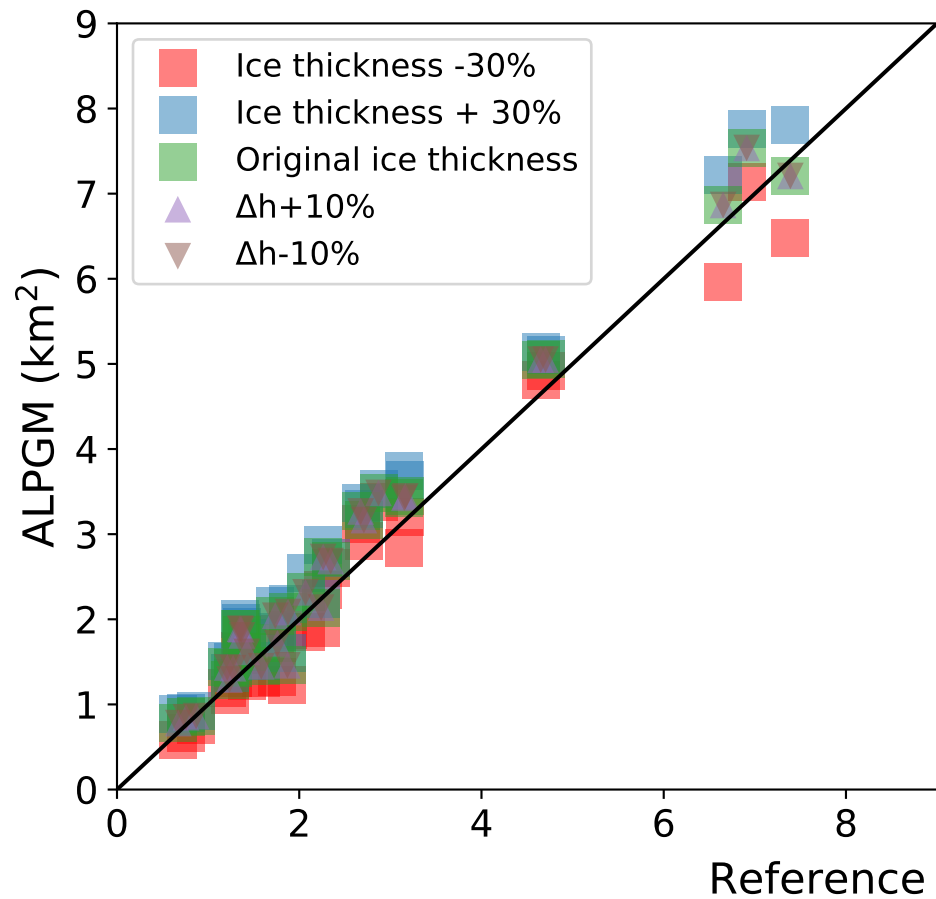 9
8
7
6
5
4
3
2
1
0
ALPGM (km²)
Ice thickness -30%
Ice thickness + 30%
Original ice thickness
Δh+10%
Δh-10%
0 2 4 6 8
Reference